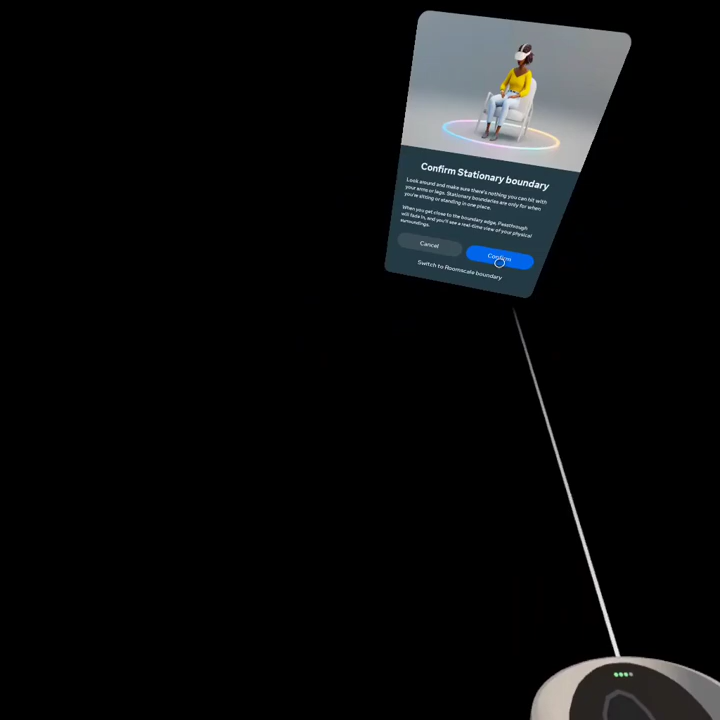 Confirm Stationary boundary
Look around and make sure there's nothing you can hit with
your arms or legs. Stationary boundaries are only for when
you're sitting or standing in one place.
When you get close to the boundary edge, Passthrough
will fade in, and you'll see a real-time view of your physical
surroundings.
Cancel
Confirm
Switch to Roomscale boundary